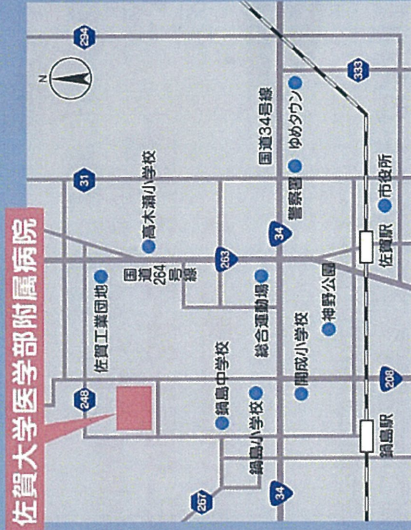 佐賀大学医学部附属病院
N
294
333
31
248
267
263
34
34
208
高木瀬小学校
佐賀工業団地
国道
264
号線
国道34号線
ゆめタウン
警察署
市役所
佐賀駅
神野公園
総合運動場
開成小学校
鍋島中学校
鍋島小学校
鍋島駅